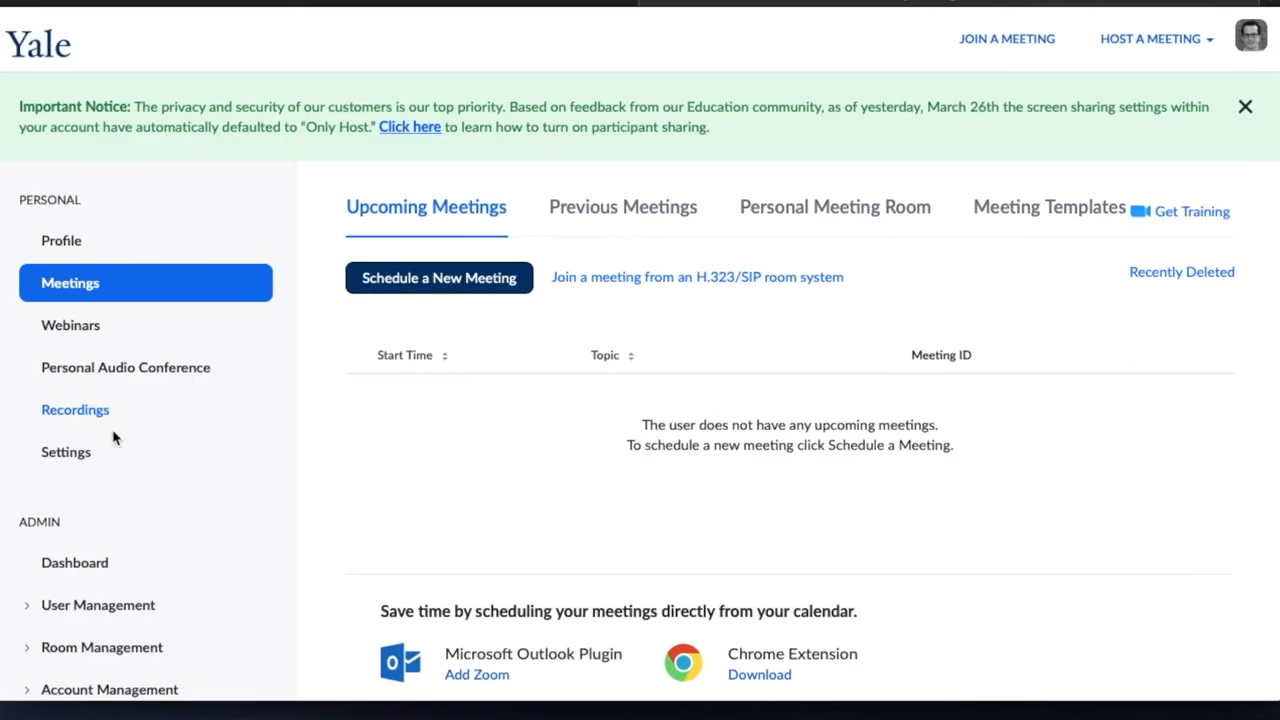 Yale
JOIN A MEETING
HOST A MEETING
Important Notice: The privacy and security of our customers is our top priority. Based on feedback from our Education community, as of yesterday, March 26th the screen sharing settings within
your account have automatically defaulted to “Only Host.” Click here to learn how to turn on participant sharing.
PERSONAL
Profile
Meetings
Webinars
Personal Audio Conference
Recordings
Settings
ADMIN
Dashboard
User Management
Room Management
Account Management
Upcoming Meetings
Previous Meetings
Personal Meeting Room
Meeting Templates
Get Training
Schedule a New Meeting
Join a meeting from an H.323/SIP room system
Recently Deleted
Start Time
Topic
Meeting ID
The user does not have any upcoming meetings.
To schedule a new meeting click Schedule a Meeting.
Save time by scheduling your meetings directly from your calendar.
Microsoft Outlook Plugin
Add Zoom
Chrome Extension
Download